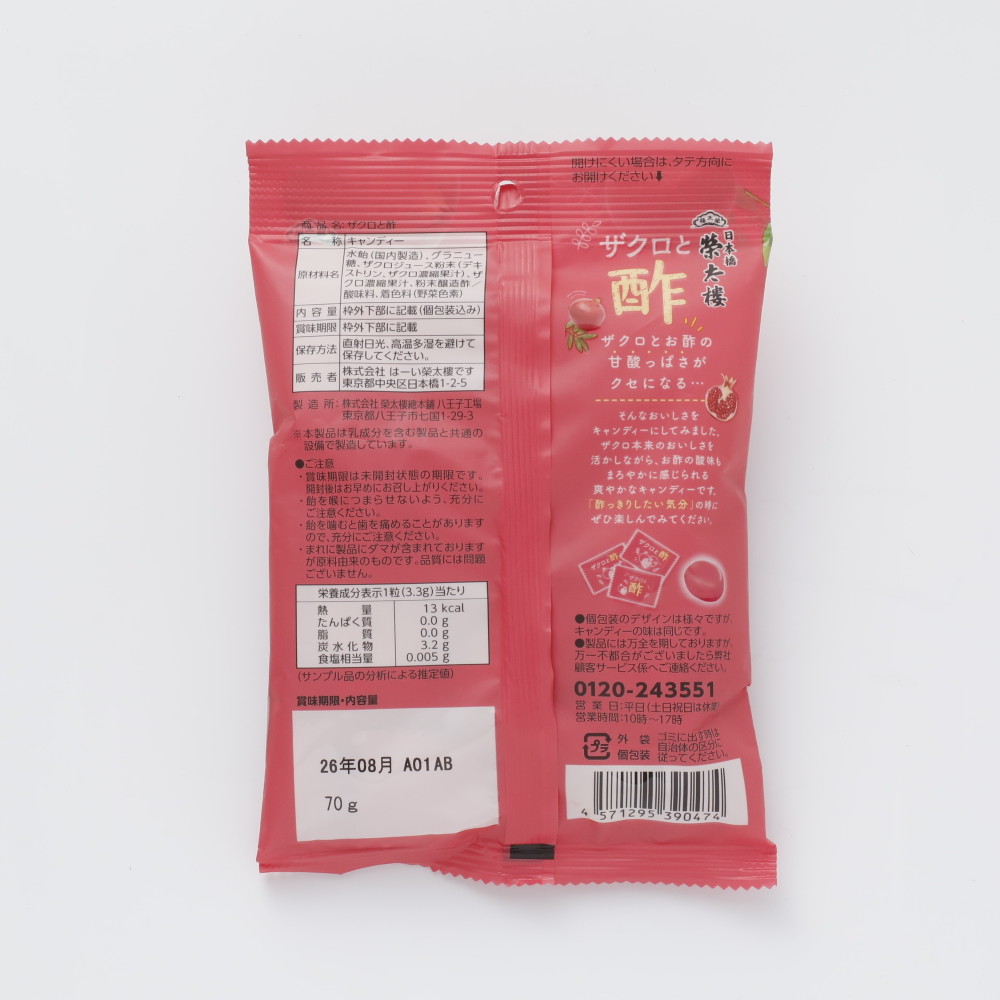 開けにくい場合は、タテ方向に
お開けください⬇
商品名:ザクロと酢
名称 キャンディー
原材料名 水飴(国内製造)、グラニュー
糖、ザクロジュース粉末(デキ
ストリン、ザクロ濃縮果汁)、ザ
クロ濃縮果汁、粉末醸造酢/
酸味料、着色料(野菜色素)
内容量 枠外下部に記載(個包装込み)
賞味期限 枠外下部に記載
保存方法 直射日光、高温多湿を避けて
保存してください。
販売者 株式会社 はーい榮太樓です
東京都中央区日本橋1-2-5
製造所:株式会社 榮太樓總本鋪 八王子工場
東京都八王子市七国1-29-3
※本製品は乳成分を含む製品と共通の
設備で製造しています。
●ご注意
・賞味期限は未開封状態の期限です。
開封後はお早めにお召し上がりください。
・飴を喉につまらせないよう、充分に
ご注意ください。
・飴を噛むと歯を痛めることがあります
ので、充分にご注意ください。
・まれに製品にダマが含まれております
が原料由来のものです。品質には問題
ございません。
栄養成分表示1粒(3.3g)当たり
熱量 13 kcal
たんぱく質 0.0 g
脂質 0.0 g
炭水化物 3.2 g
食塩相当量 0.005 g
(サンプル品の分析による推定値)
賞味期限・内容量
26年08月 A01AB
70g
日本橋
榮太樓
ザクロと
酢
ザクロとお酢の
甘酸っぱさが
クセになる…
そんなおいしさを
キャンディーにしてみました。
ザクロ本来のおいしさを
活かしながら、お酢の酸味も
まろやかに感じられる
爽やかなキャンディーです。
「酢っきりしたい気分」の時に
ぜひ楽しんでみてください。
ザクロと酢
ザクロと酢
ザクロと酢
●個包装のデザインは様々ですが、
キャンディーの味は同じです。
●製品には万全を期しておりますが、
万一不都合がございましたら弊社
顧客サービス係へご連絡ください。
0120-243551
営業日:平日(土日祝日は休業
営業時間:10時〜17時
プラ
外袋
個包装
ゴミに出す時は
自治体の区分に
従ってください。
4 571295 390474